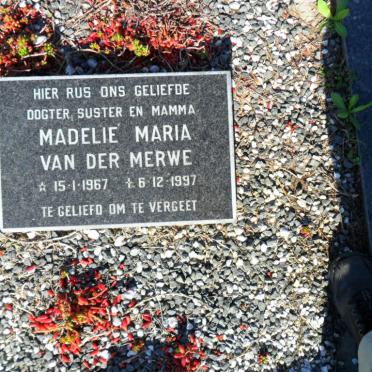 HIER RUS ONS GELIEFDE
DOGTER, SUSTER EN MAMMA
MADELIE MARIA
VAN DER MERWE
☆ 15·1·1967 ✝ 6·12·1997
TE GELIEFD OM TE VERGEET